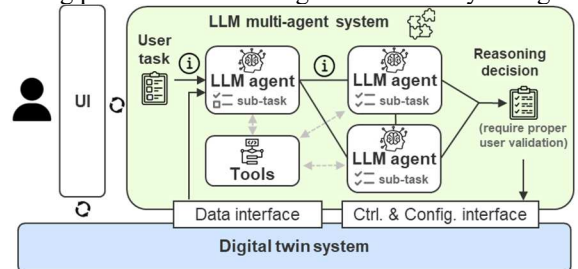 LLM multi-agent system
User
task
i
i
LLM agent
sub-task
LLM agent
sub-task
LLM agent
sub-task
Tools
Reasoning
decision
(require proper
user validation)
UI
Data interface
Ctrl. & Config. interface
Digital twin system